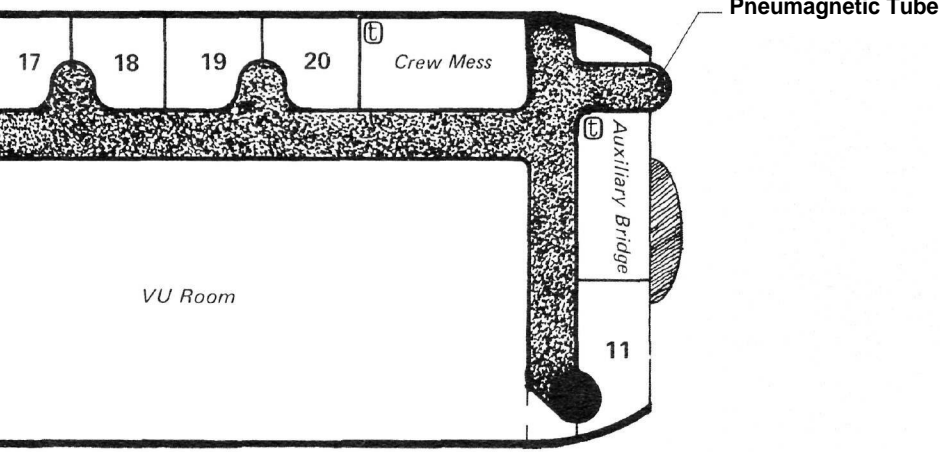 Pneumagnetic Tube
17
18
19
20
t
Crew Mess
t
Auxiliary Bridge
VU Room
11